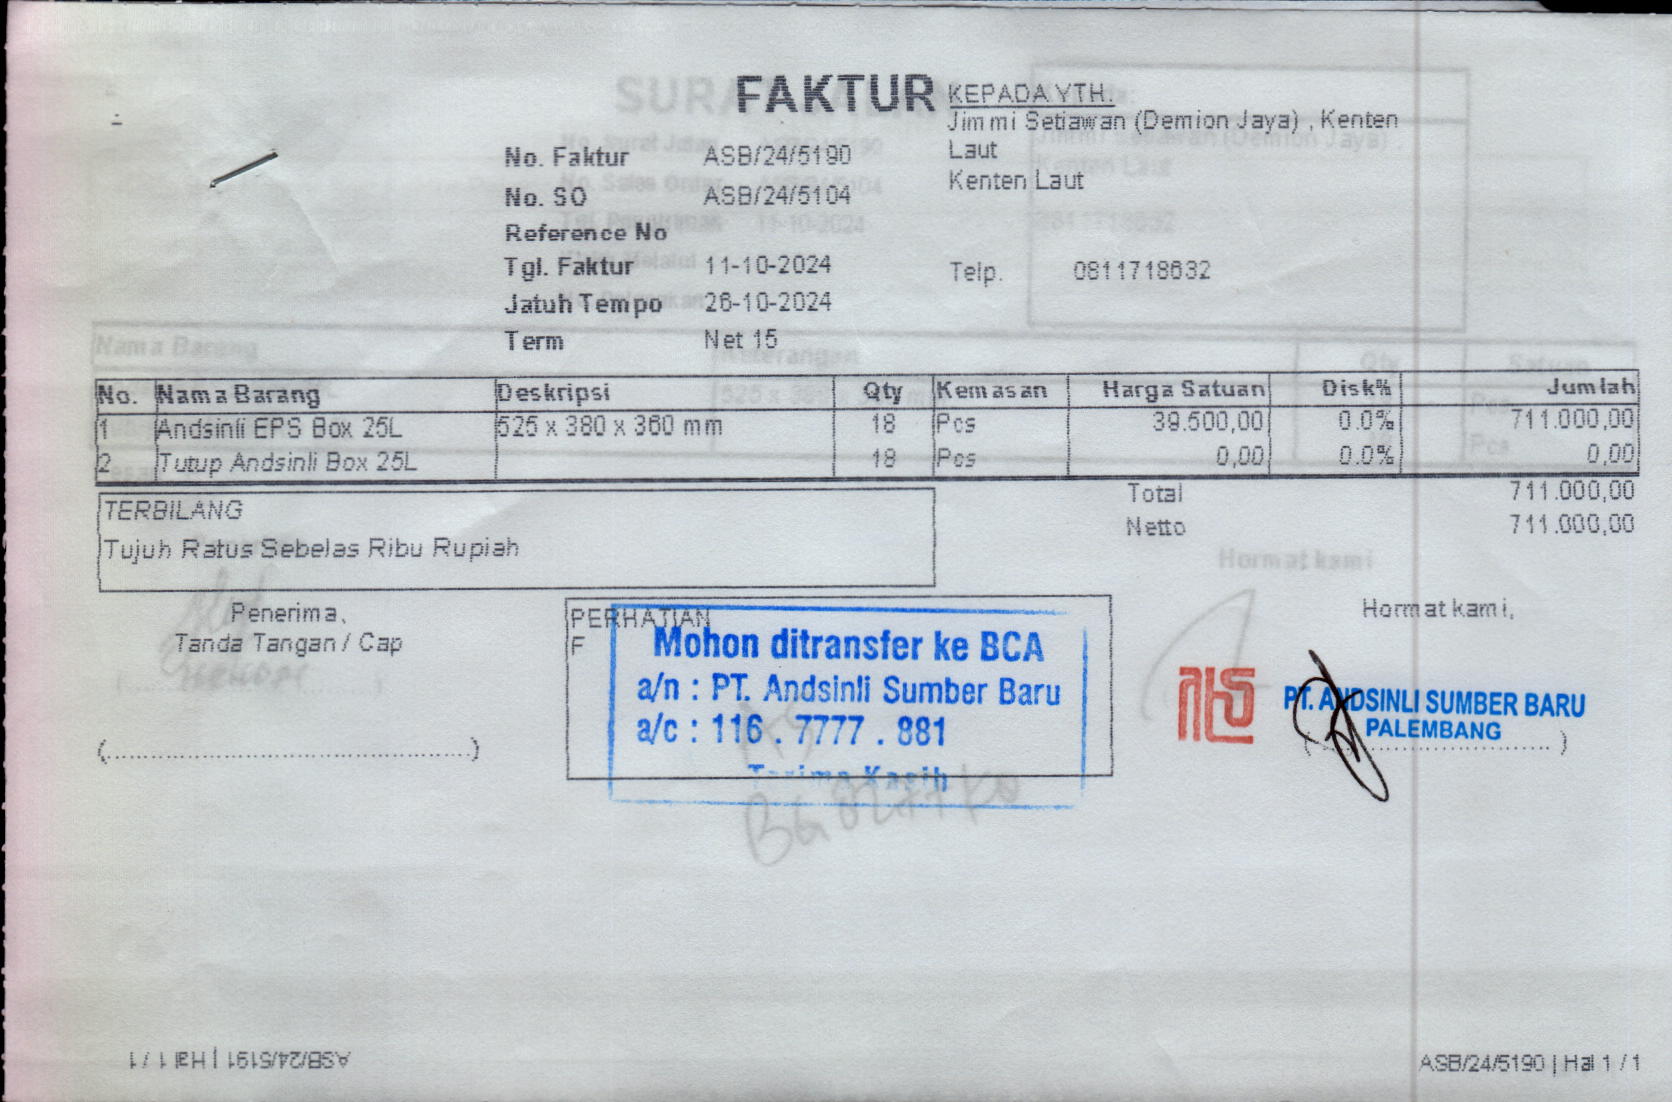 FAKTUR
No. Faktur ASB/24/5190
No. SO ASB/24/5104
Reference No
Tgl. Faktur 11-10-2024
Jatuh Tempo 26-10-2024
Term Net 15
KEPADA YTH.
Jimmi Setiawan (Demion Jaya) , Kenten
Laut
Kenten Laut
Telp. 0811718632
No. Nama Barang Deskripsi Qty Kemasan Harga Satuan Disk% Jumlah
1 Andsinli EPS Box 25L 525 x 380 x 360 mm 18 Pcs 39.500,00 0.0% 711.000,00
2 Tutup Andsinli Box 25L 18 Pcs 0,00 0.0% 0,00
Total 711.000,00
Netto 711.000,00
TERBILANG
Tujuh Ratus Sebelas Ribu Rupiah
Penerima,
Tanda Tangan / Cap
(....................................................)
PERHATIAN
F
Mohon ditransfer ke BCA
a/n : PT. Andsinli Sumber Baru
a/c : 116 . 7777 . 881
Terima Kasih
Hormat kami,
PT. ANDSINLI SUMBER BARU
PALEMBANG
(....................................)
ASB/24/5191 | Hal 1 / 1
ASB/24/5190 | Hal 1 / 1